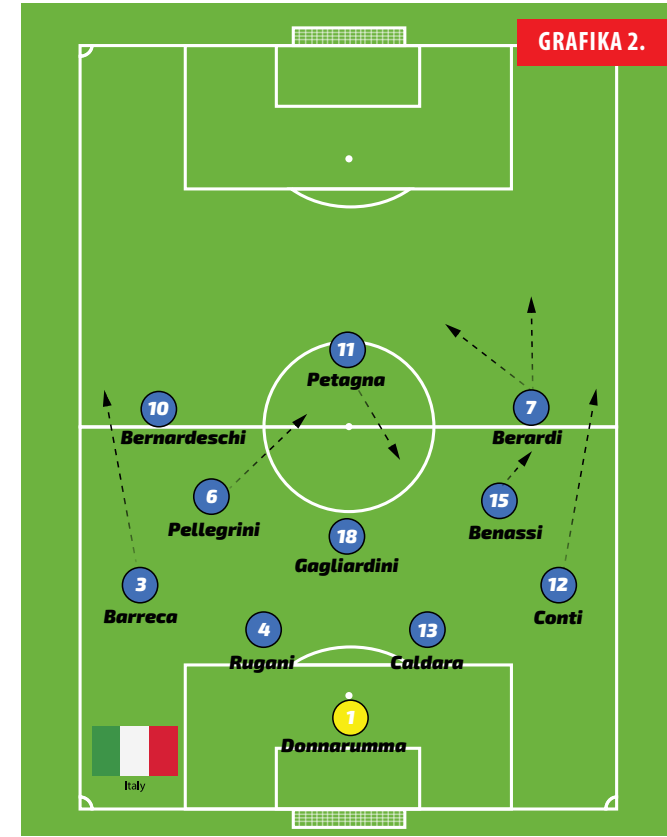 GRAFIKA 2.
11
Petagna
10
Bernardeschi
7
Berardi
6
Pellegrini
15
Benassi
18
Gagliardini
3
Barreca
12
Conti
4
Rugani
13
Caldara
1
Donnarumma
Italy